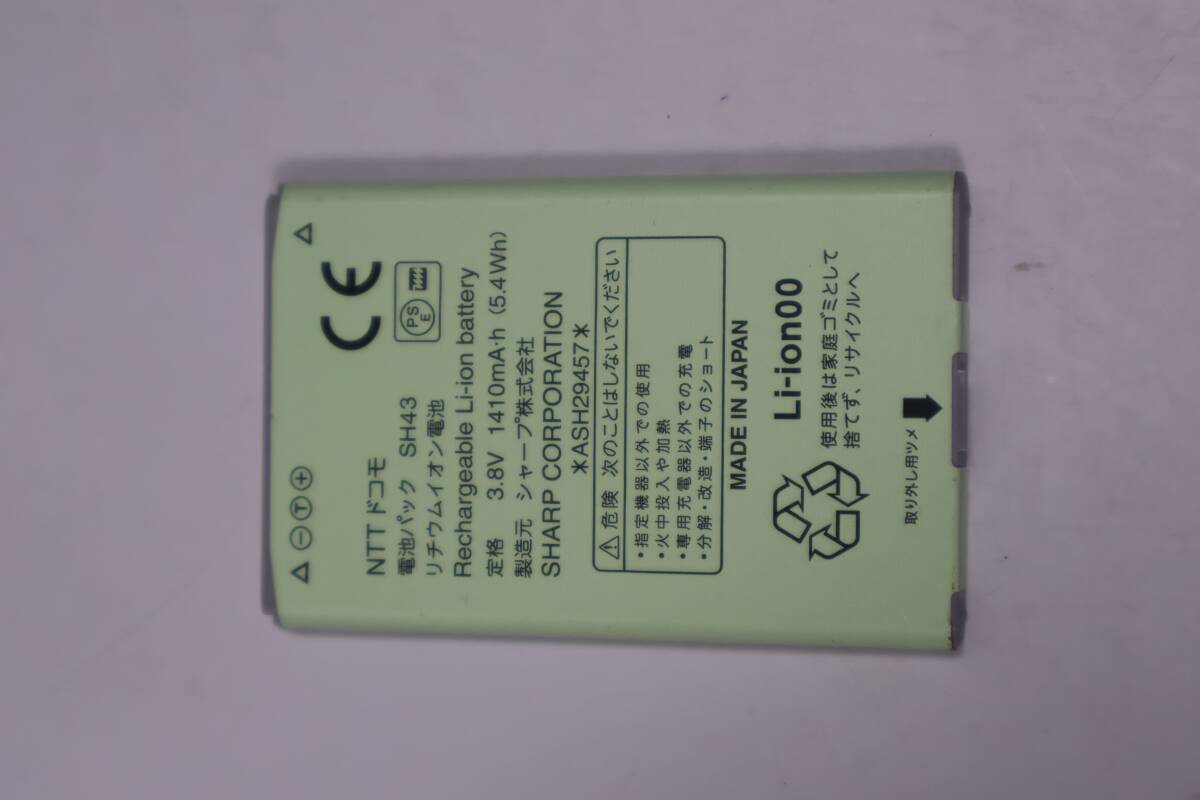 ⊖ Ⓣ ⊕
CE
PS
E
NTT ドコモ
電池パック SH43
リチウムイオン電池
Rechargeable Li-ion battery
定格 3.8V 1410mA·h (5.4Wh)
製造元 シャープ株式会社
SHARP CORPORATION
*ASH29457*
⚠ 危険 次のことはしないでください
・指定機器以外での使用
・火中投入や加熱
・専用充電器以外での充電
・分解・改造・端子のショート
MADE IN JAPAN
Li-ion00
使用後は家庭ゴミとして
捨てず、リサイクルへ
取り外し用ツメ